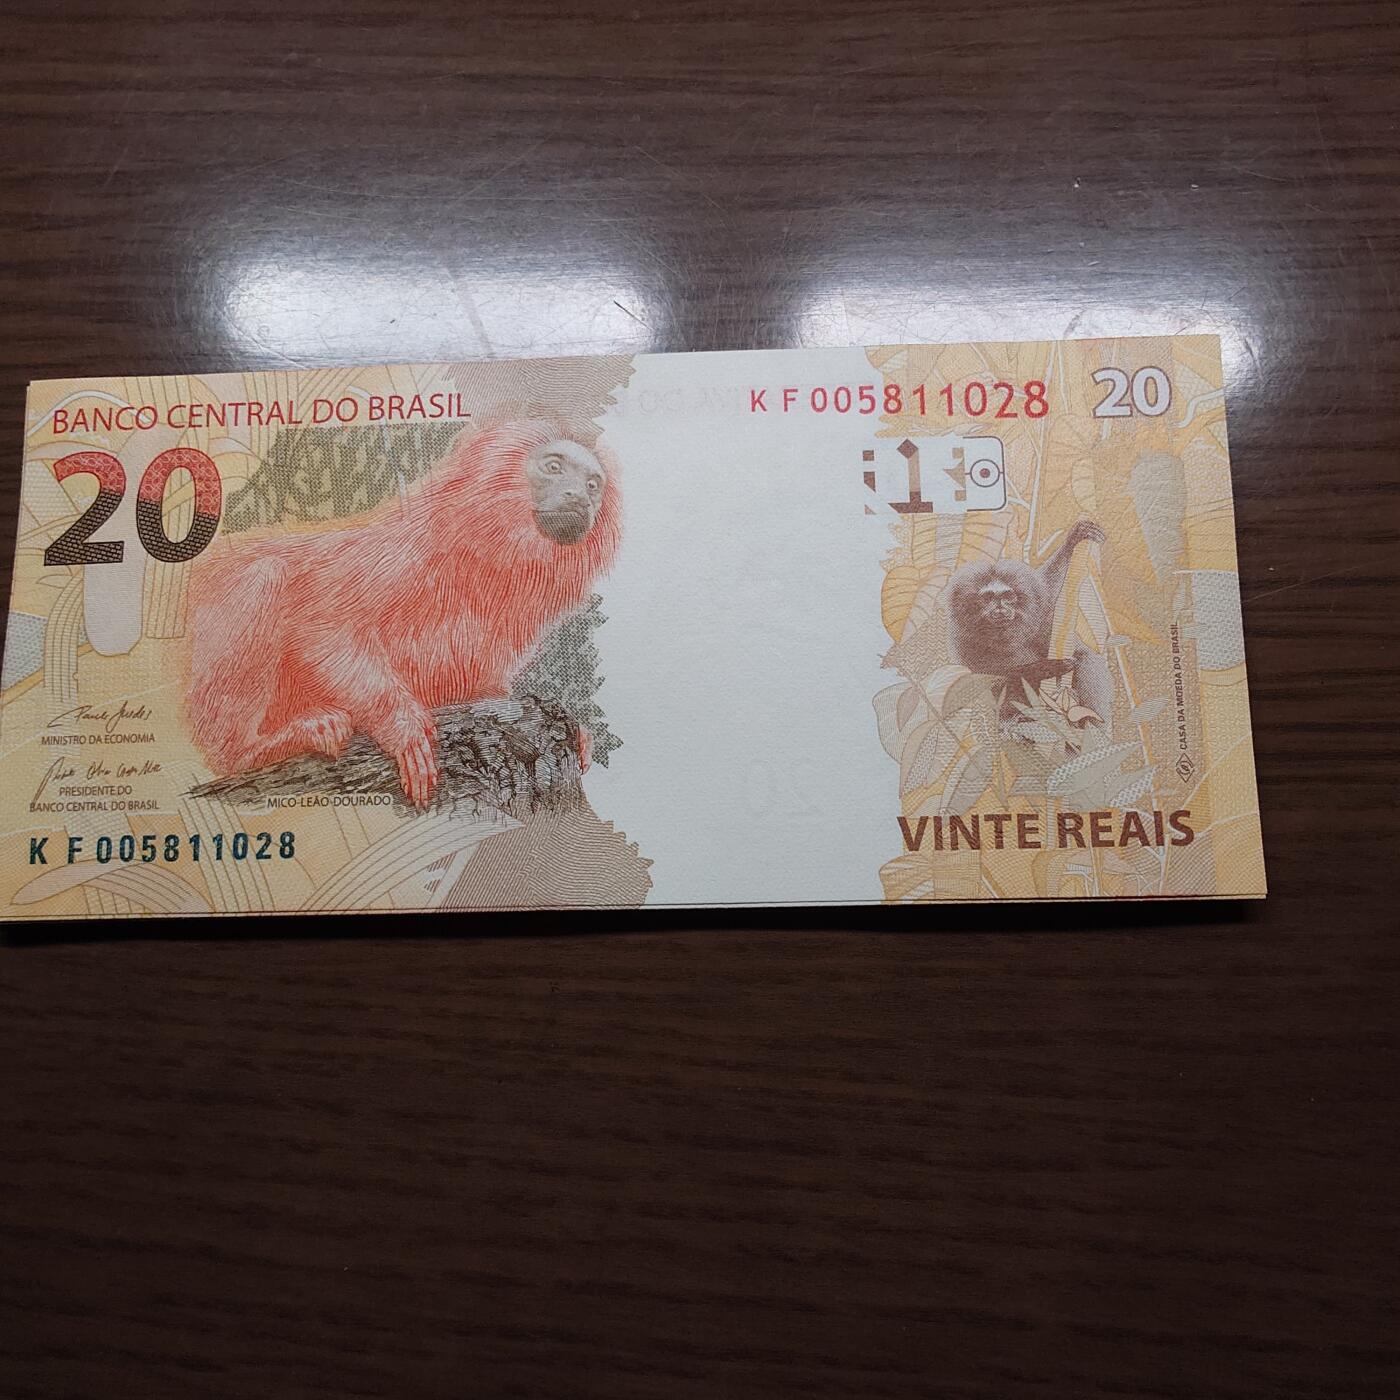 BANCO CENTRAL DO BRASIL
K F 005811028
20
20
MINISTRO DA ECONOMIA
PRESIDENTE DO
BANCO CENTRAL DO BRASIL
MICO-LEÃO-DOURADO
K F 005811028
CASA DA MOEDA DO BRASIL
VINTE REAIS
20